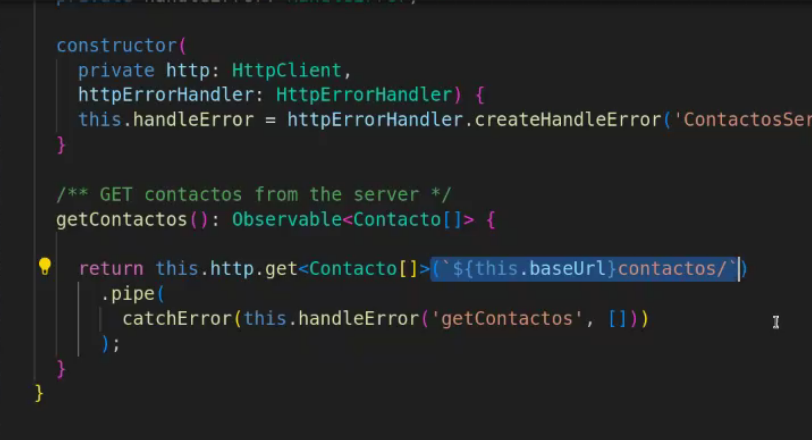 constructor(
private http: HttpClient,
httpErrorHandler: HttpErrorHandler) {
this.handleError = httpErrorHandler.createHandleError('ContactosSer
}
/** GET contactos from the server */
getContactos(): Observable<Contacto[]> {
return this.http.get<Contacto[]>(`${this.baseUrl}contactos/`)
.pipe(
catchError(this.handleError('getContactos', []))
);
}
}